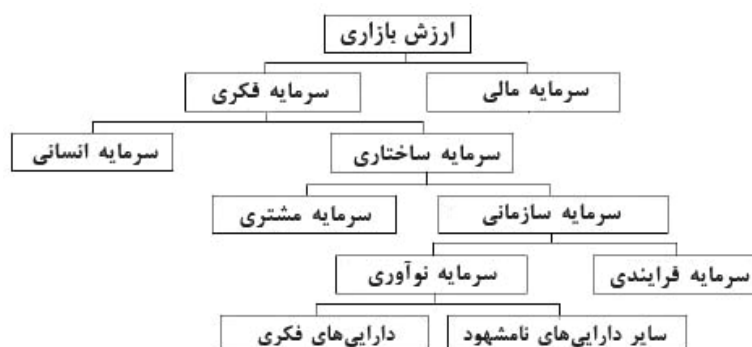 ارزش بازاری
سرمایه مالی
سرمایه فکری
سرمایه ساختاری
سرمایه انسانی
سرمایه سازمانی
سرمایه مشتری
سرمایه فرایندی
سرمایه نوآوری
سایر دارایی‌های نامشهود
دارایی‌های فکری